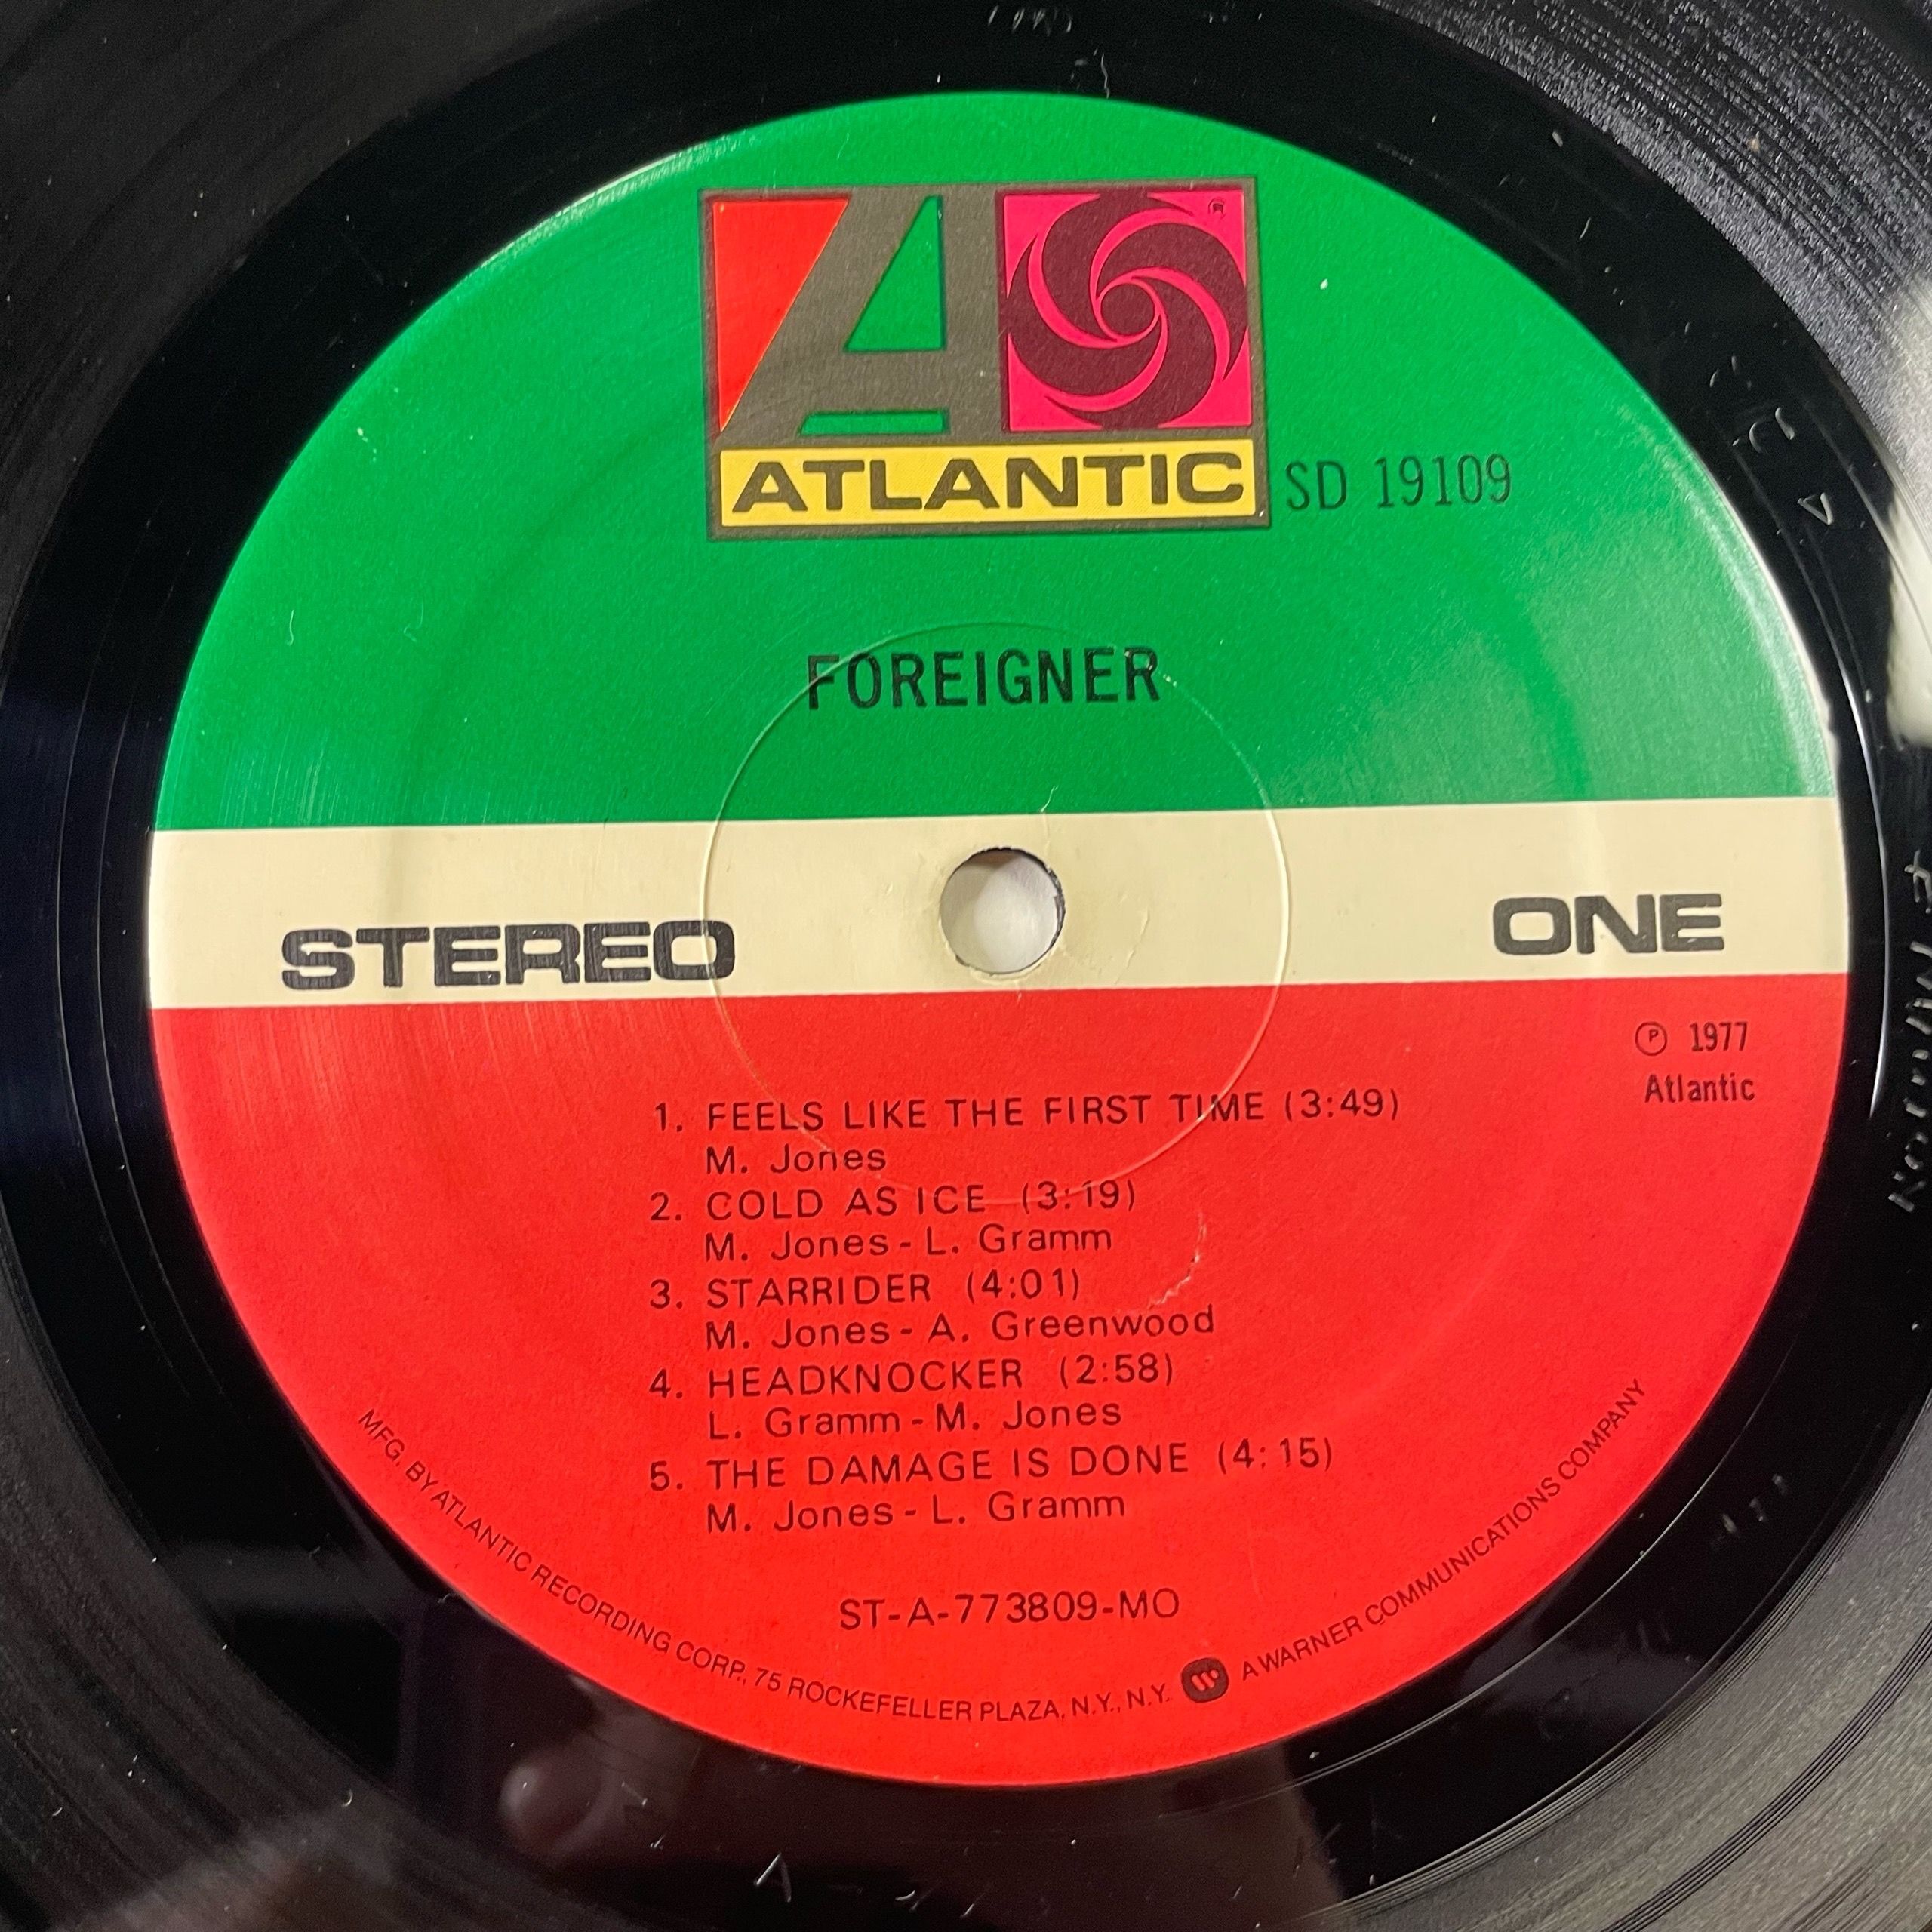 ATLANTIC
SD 19109
FOREIGNER
STEREO
ONE
℗ 1977
Atlantic
1. FEELS LIKE THE FIRST TIME (3:49)
M. Jones
2. COLD AS ICE (3:19)
M. Jones - L. Gramm
3. STARRIDER (4:01)
M. Jones - A. Greenwood
4. HEADKNOCKER (2:58)
L. Gramm - M. Jones
5. THE DAMAGE IS DONE (4:15)
M. Jones - L. Gramm
ST-A-773809-MO
MFG. BY ATLANTIC RECORDING CORP., 75 ROCKEFELLER PLAZA, N.Y., N.Y. A WARNER COMMUNICATIONS COMPANY